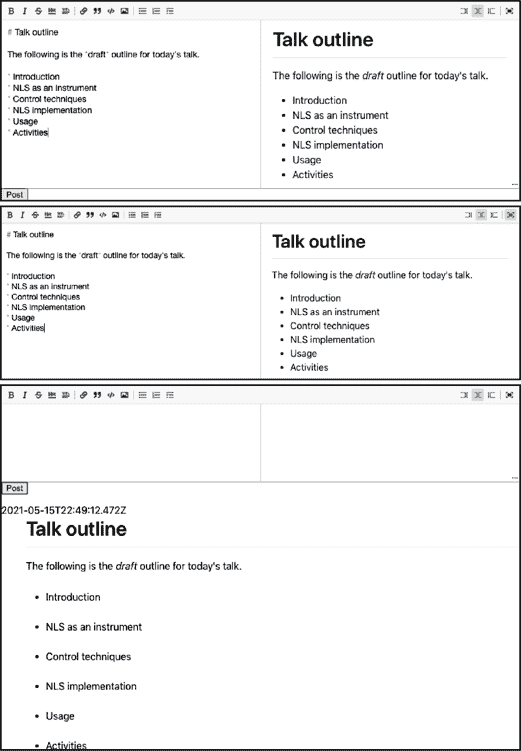 B I S
# Talk outline
The following is the *draft* outline for today's talk.
* Introduction
* NLS as an instrument
* Control techniques
* NLS implementation
* Usage
* Activities
Talk outline
The following is the draft outline for today's talk.
• Introduction
• NLS as an instrument
• Control techniques
• NLS implementation
• Usage
• Activities
Post
B I S
# Talk outline
The following is the *draft* outline for today's talk.
* Introduction
* NLS as an instrument
* Control techniques
* NLS implementation
* Usage
* Activities
Talk outline
The following is the draft outline for today's talk.
• Introduction
• NLS as an instrument
• Control techniques
• NLS implementation
• Usage
• Activities
B I S
Post
2021-05-15T22:49:12.472Z
Talk outline
The following is the draft outline for today's talk.
• Introduction
• NLS as an instrument
• Control techniques
• NLS implementation
• Usage
• Activities